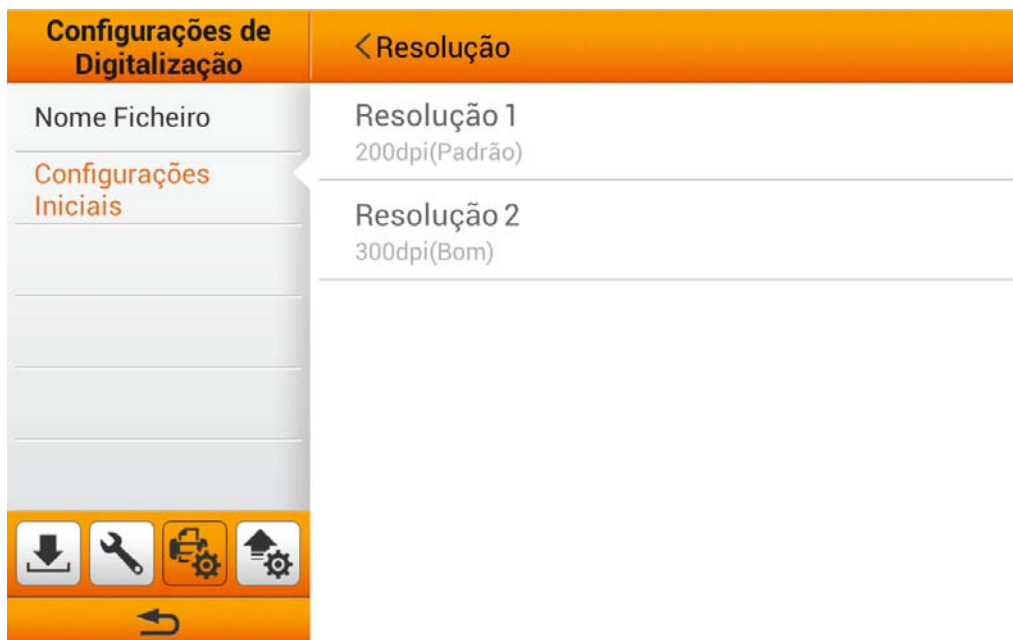 Configurações de
Digitalização
<Resolução
Nome Ficheiro
Configurações
Iniciais
Resolução 1
200dpi(Padrão)
Resolução 2
300dpi(Bom)